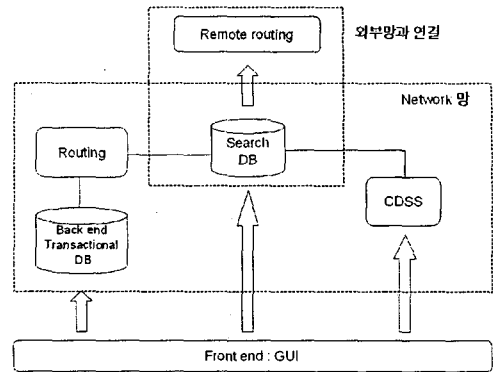 Remote routing
외부망과 연결
Network 망
Routing
Search
DB
CDSS
Back end
Transactional
DB
Front end : GUI